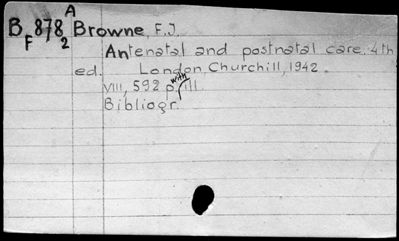 A
B 878 Browne, F.J.
F 2
Antenatal and postnatal care. 4th
ed. London, Churchill, 1942.
VIII, 592 p. with ill.
Bibliogr.